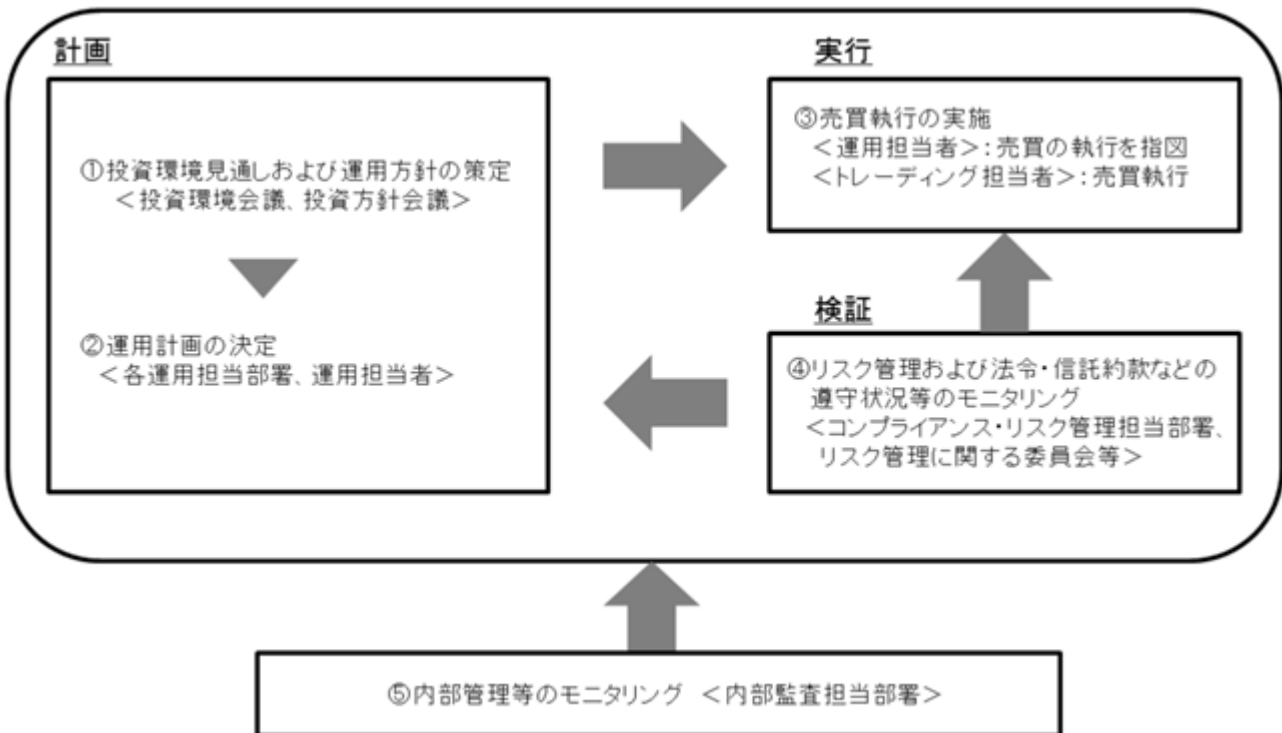 計画
①投資環境見通しおよび運用方針の策定
＜投資環境会議、投資方針会議＞
②運用計画の決定
＜各運用担当部署、運用担当者＞
実行
③売買執行の実施
＜運用担当者＞：売買の執行を指図
＜トレーディング担当者＞：売買執行
検証
④リスク管理および法令・信託約款などの
遵守状況等のモニタリング
＜コンプライアンス・リスク管理担当部署、
リスク管理に関する委員会等＞
⑤内部管理等のモニタリング ＜内部監査担当部署＞